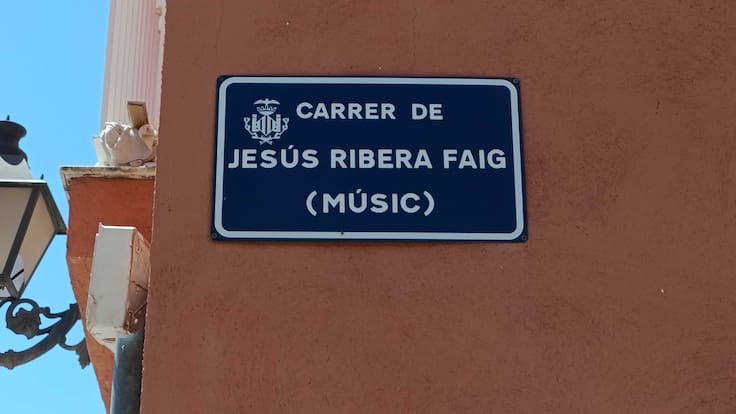 CARRER DE
JESÚS RIBERA FAIG
(MÚSIC)